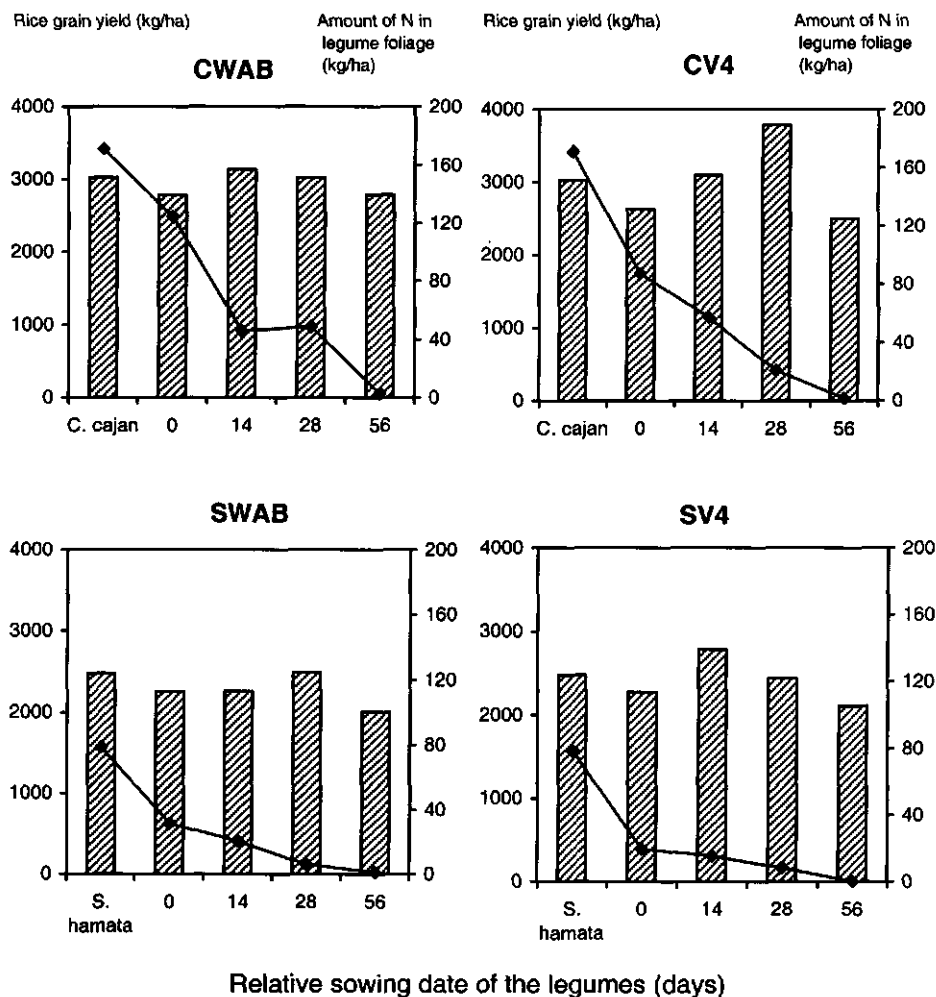 Rice grain yield (kg/ha)
Amount of N in
legume foliage
(kg/ha)
CWAB
4000
3000
2000
1000
0
200
160
120
80
40
0
C. cajan 0 14 28 56
Rice grain yield (kg/ha)
Amount of N in
legume foliage
(kg/ha)
CV4
4000
3000
2000
1000
0
200
160
120
80
40
0
C. cajan 0 14 28 56
SWAB
4000
3000
2000
1000
0
200
160
120
80
40
0
S. 0 14 28 56
hamata
SV4
4000
3000
2000
1000
0
200
160
120
80
40
0
S. 0 14 28 56
hamata
Relative sowing date of the legumes (days)